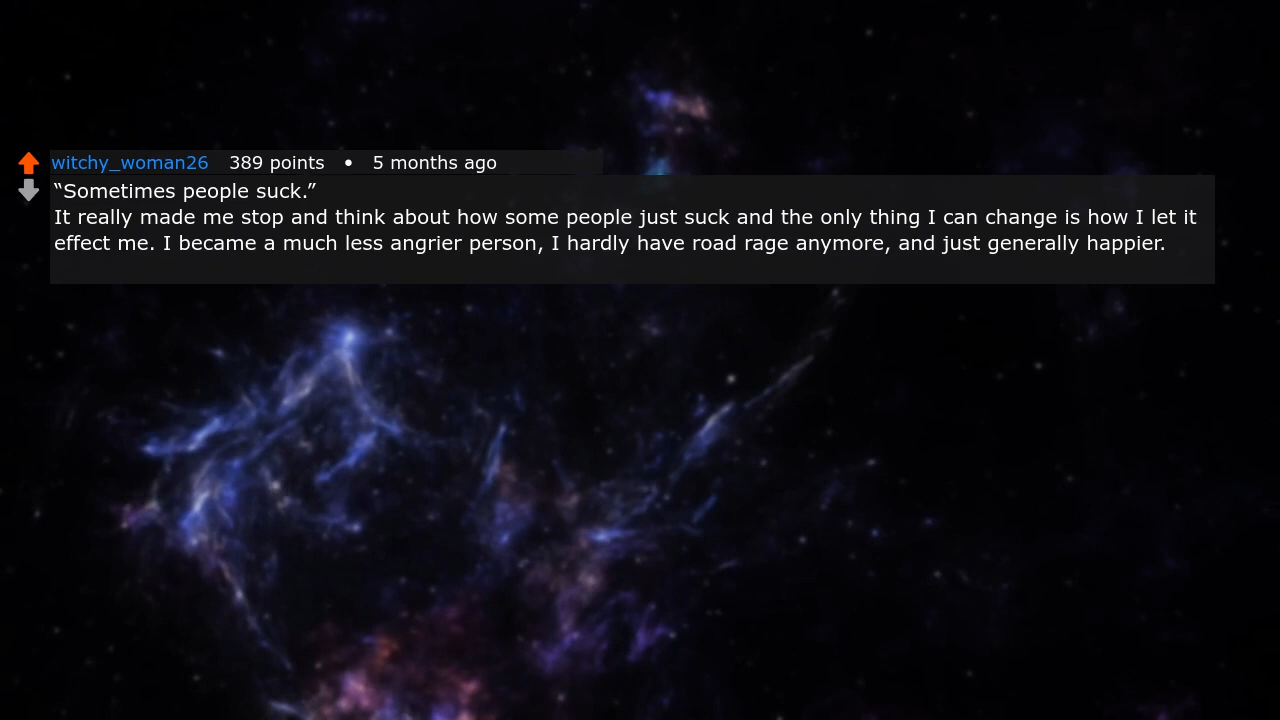 witchy_woman26 389 points • 5 months ago
“Sometimes people suck.”
It really made me stop and think about how some people just suck and the only thing I can change is how I let it
effect me. I became a much less angrier person, I hardly have road rage anymore, and just generally happier.